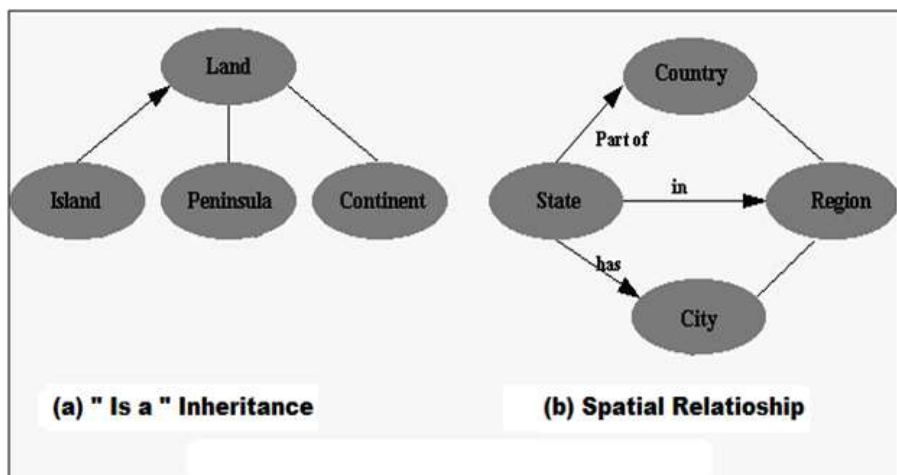 Land
Island
Peninsula
Continent
(a) " Is a " Inheritance
Country
Part of
State
in
Region
has
City
(b) Spatial Relatioship